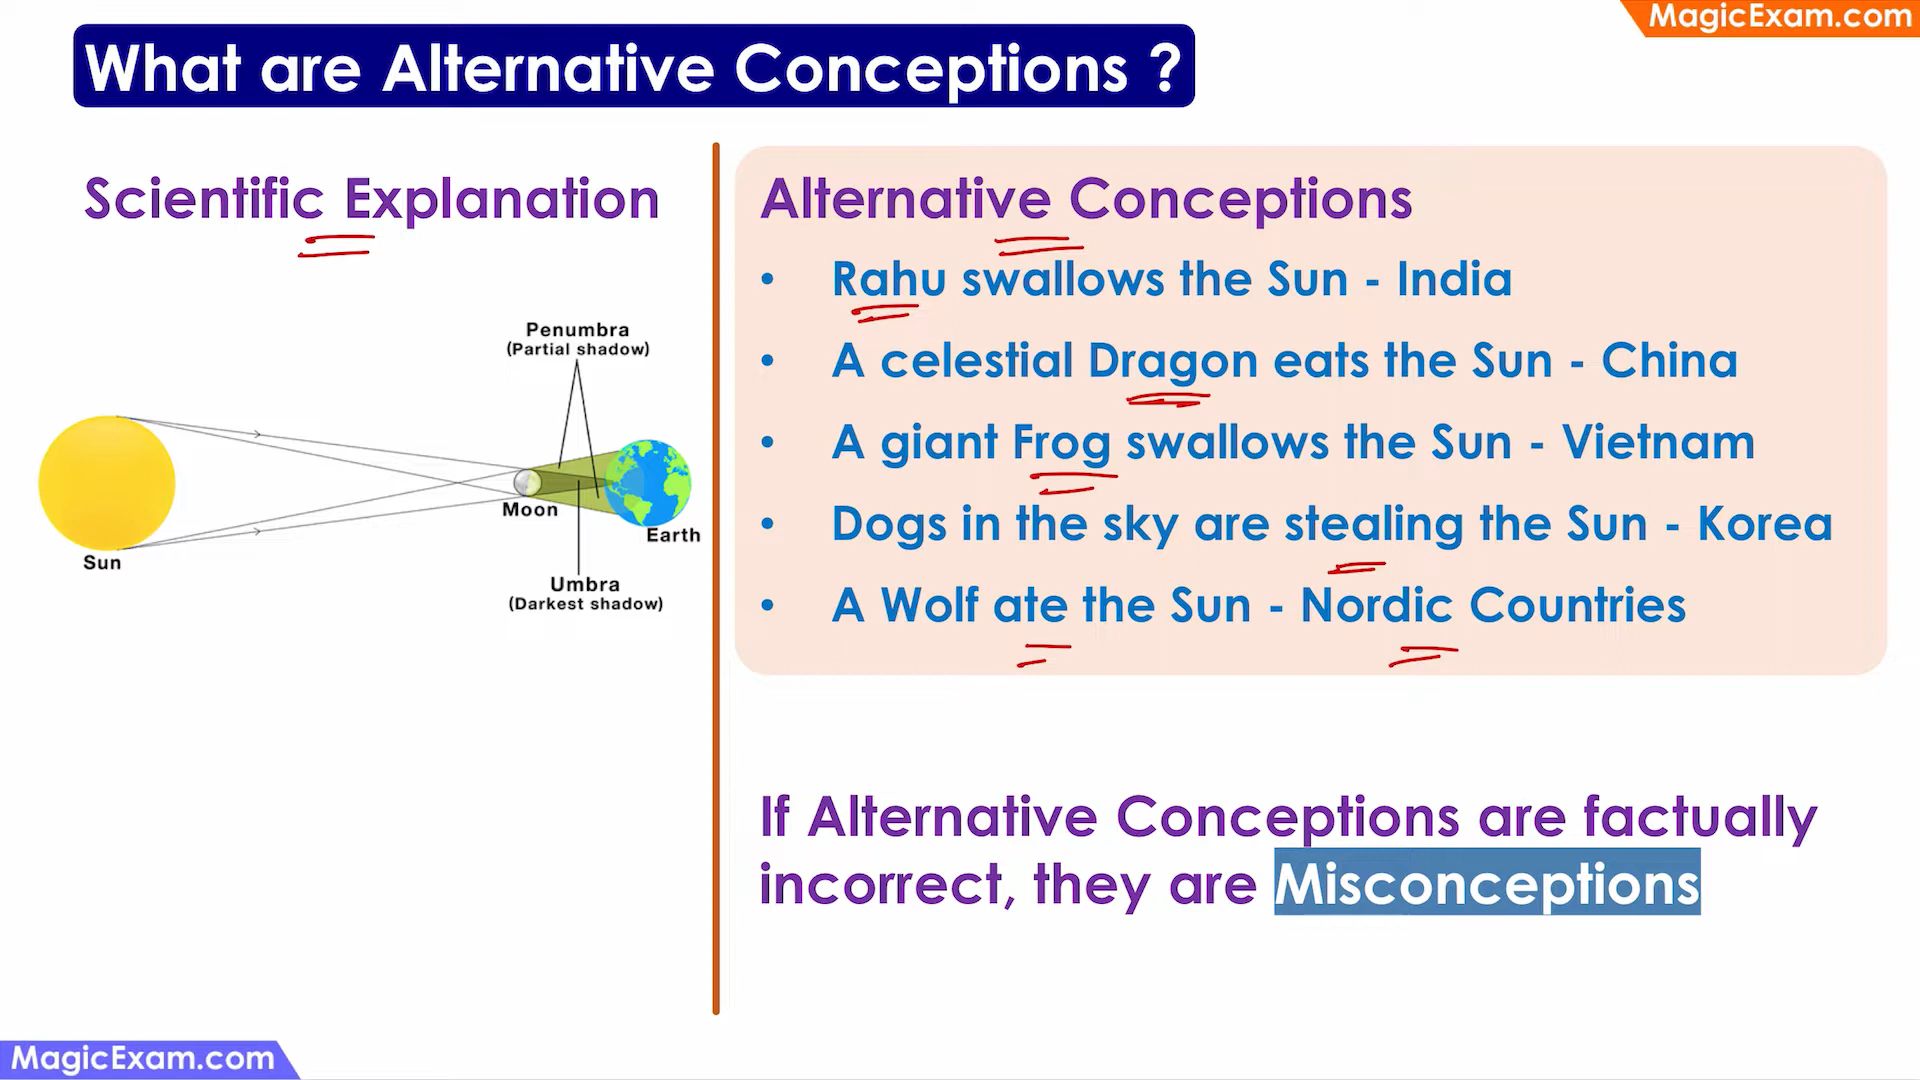 MagicExam.com
What are Alternative Conceptions ?
Scientific Explanation
Penumbra
(Partial shadow)
Moon
Earth
Sun
Umbra
(Darkest shadow)
Alternative Conceptions
• Rahu swallows the Sun - India
• A celestial Dragon eats the Sun - China
• A giant Frog swallows the Sun - Vietnam
• Dogs in the sky are stealing the Sun - Korea
• A Wolf ate the Sun - Nordic Countries
If Alternative Conceptions are factually
incorrect, they are Misconceptions
MagicExam.com